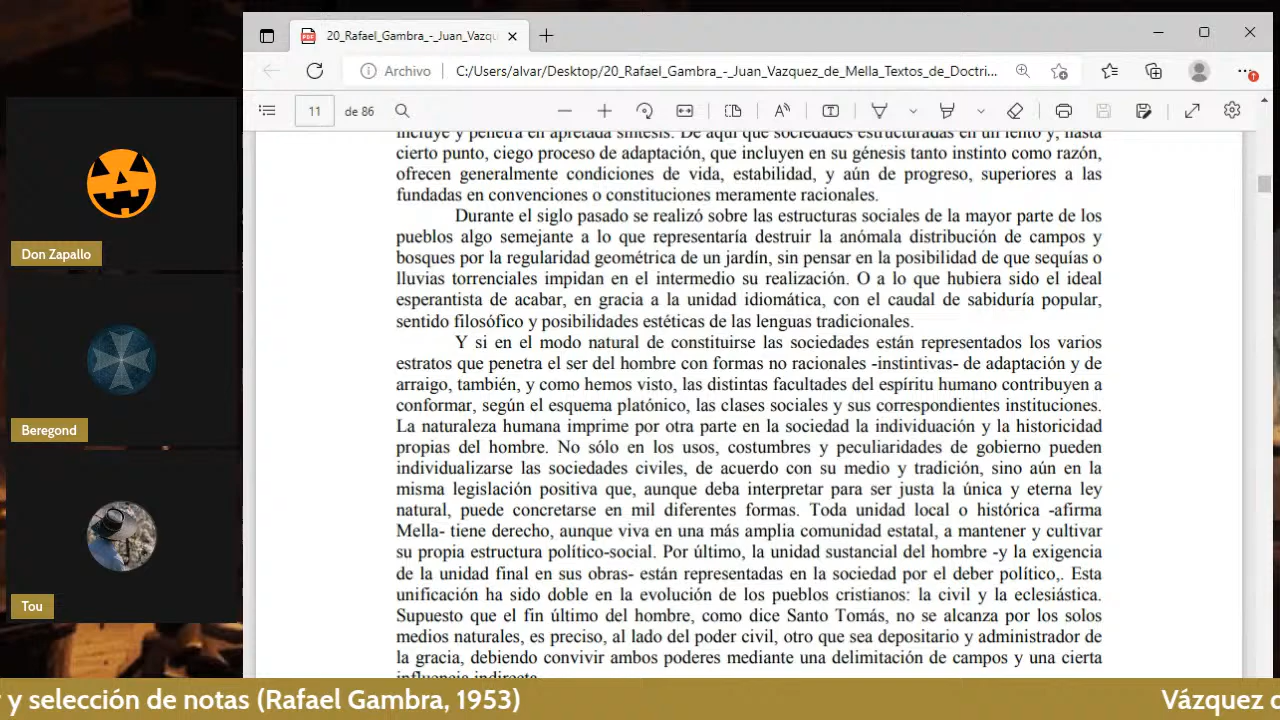 20_Rafael_Gambra_-_Juan_Vazqu
Archivo
C:/Users/alvar/Desktop/20_Rafael_Gambra_-_Juan_Vazquez_de_Mella_Textos_de_Doctri...
11 de 86
Don Zapallo
Beregond
Tou
incluye y penetra en apretada síntesis. De aquí que sociedades estructuradas en un lento y, hasta
cierto punto, ciego proceso de adaptación, que incluyen en su génesis tanto instinto como razón,
ofrecen generalmente condiciones de vida, estabilidad, y aún de progreso, superiores a las
fundadas en convenciones o constituciones meramente racionales.
Durante el siglo pasado se realizó sobre las estructuras sociales de la mayor parte de los
pueblos algo semejante a lo que representaría destruir la anómala distribución de campos y
bosques por la regularidad geométrica de un jardín, sin pensar en la posibilidad de que sequías o
lluvias torrenciales impidan en el intermedio su realización. O a lo que hubiera sido el ideal
esperantista de acabar, en gracia a la unidad idiomática, con el caudal de sabiduría popular,
sentido filosófico y posibilidades estéticas de las lenguas tradicionales.
Y si en el modo natural de constituirse las sociedades están representados los varios
estratos que penetra el ser del hombre con formas no racionales -instintivas- de adaptación y de
arraigo, también, y como hemos visto, las distintas facultades del espíritu humano contribuyen a
conformar, según el esquema platónico, las clases sociales y sus correspondientes instituciones.
La naturaleza humana imprime por otra parte en la sociedad la individuación y la historicidad
propias del hombre. No sólo en los usos, costumbres y peculiaridades de gobierno pueden
individualizarse las sociedades civiles, de acuerdo con su medio y tradición, sino aún en la
misma legislación positiva que, aunque deba interpretar para ser justa la única y eterna ley
natural, puede concretarse en mil diferentes formas. Toda unidad local o histórica -afirma
Mella- tiene derecho, aunque viva en una más amplia comunidad estatal, a mantener y cultivar
su propia estructura político-social. Por último, la unidad sustancial del hombre -y la exigencia
de la unidad final en sus obras- están representadas en la sociedad por el deber político,. Esta
unificación ha sido doble en la evolución de los pueblos cristianos: la civil y la eclesiástica.
Supuesto que el fin último del hombre, como dice Santo Tomás, no se alcanza por los solos
medios naturales, es preciso, al lado del poder civil, otro que sea depositario y administrador de
la gracia, debiendo convivir ambos poderes mediante una delimitación de campos y una cierta
influencia indirecta.
y selección de notas (Rafael Gambra, 1953)
Vázquez